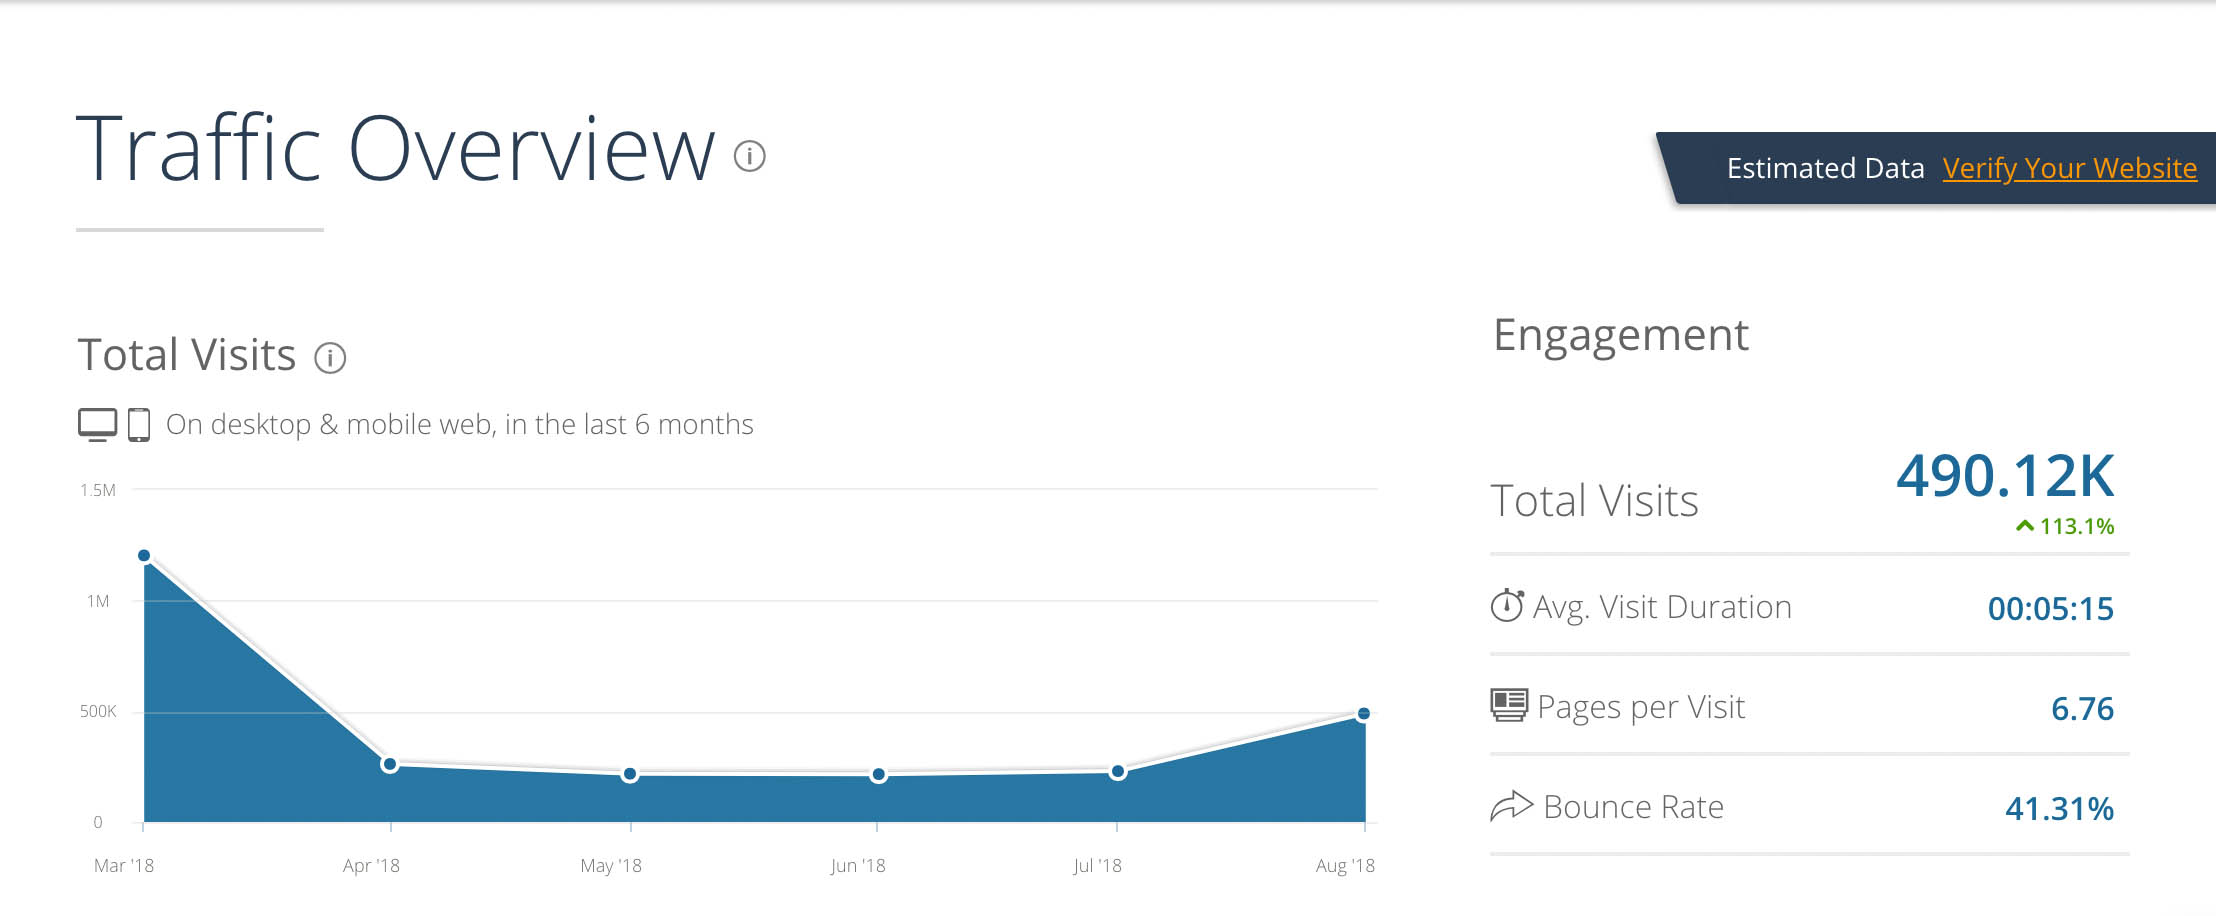 Traffic Overview
Estimated Data Verify Your Website
Total Visits
On desktop & mobile web, in the last 6 months
1.5M
1M
500K
0
Mar '18 Apr '18 May '18 Jun '18 Jul '18 Aug '18
Engagement
Total Visits 490.12K
113.1%
Avg. Visit Duration 00:05:15
Pages per Visit 6.76
Bounce Rate 41.31%